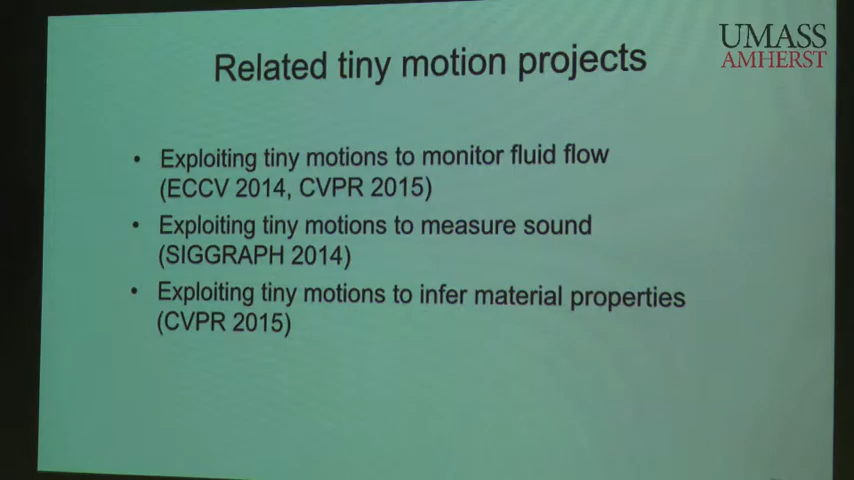 UMASS
AMHERST
Related tiny motion projects
• Exploiting tiny motions to monitor fluid flow
(ECCV 2014, CVPR 2015)
• Exploiting tiny motions to measure sound
(SIGGRAPH 2014)
• Exploiting tiny motions to infer material properties
(CVPR 2015)